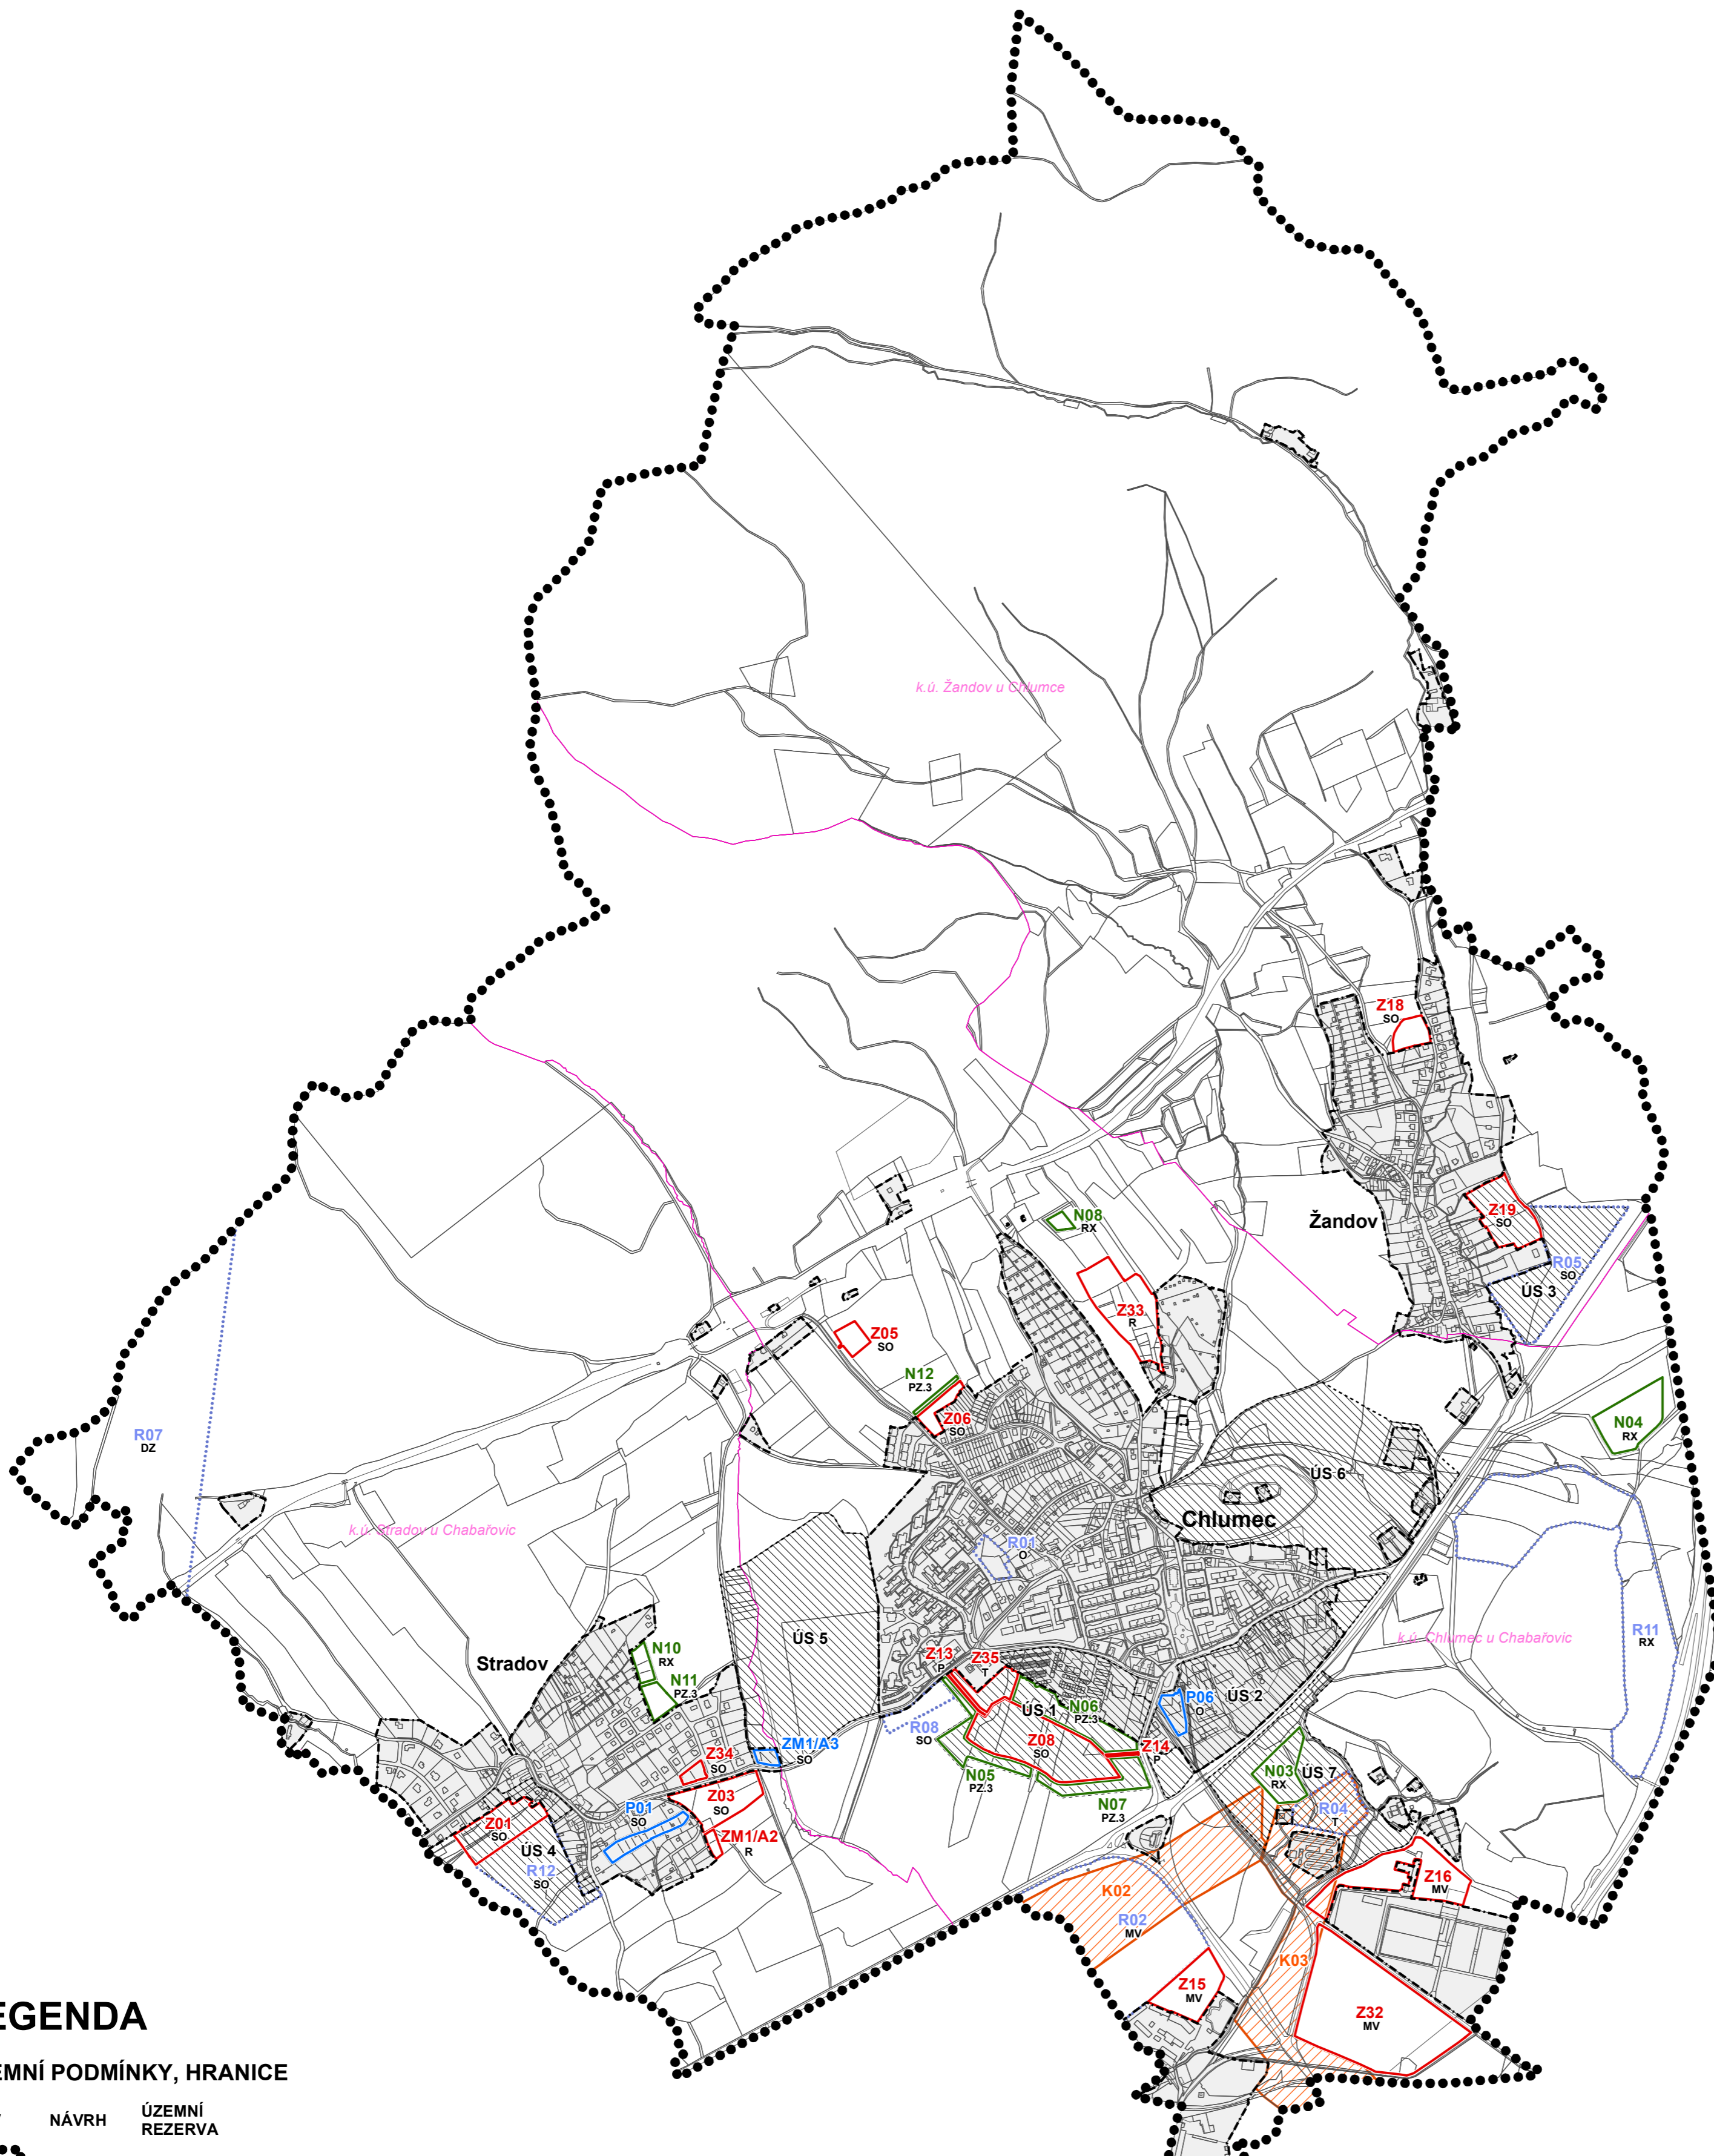 k.ú. Žandov u Chlumce
Z18
SO
Žandov
Z19
SO
R05
SO
ÚS 3
N08
RX
Z33
R
Z05
SO
N12
PZ.3
Z06
SO
N04
RX
R07
DZ
ÚS 6
k.ú. Stradov u Chabařovic
Chlumec
R01
O
R11
RX
k.ú. Chlumec u Chabařovic
ÚS 5
N10
RX
Stradov
N11
PZ.3
Z13
P
Z35
T
ÚS 1
N06
PZ.3
P06
O
ÚS 2
R08
SO
Z08
SO
Z14
P
ZM1/A3
SO
Z34
SO
N05
PZ.3
N03
RX
ÚS 7
Z03
SO
N07
PZ.3
P01
SO
R04
T
Z01
SO
ZM1/A2
R
ÚS 4
R12
SO
Z16
MV
K02
R02
MV
K03
Z15
MV
Z32
MV
EGENDA
EMNÍ PODMÍNKY, HRANICE
NÁVRH
ÚZEMNÍ
REZERVA